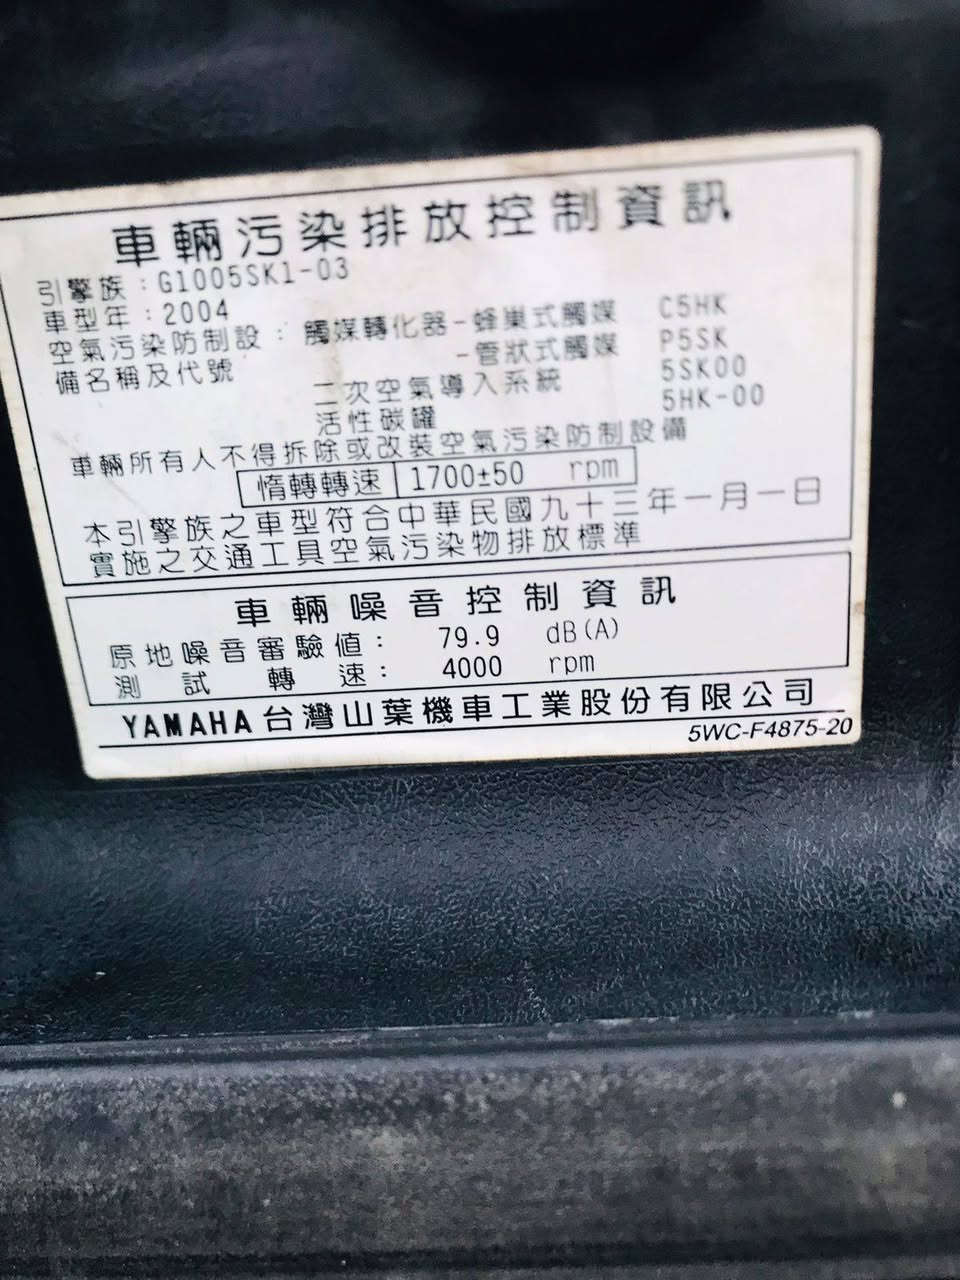 車輛污染排放控制資訊
引擎族：G1005SK1-03
車型年：2004
空氣污染防制設：觸媒轉化器-蜂巢式觸媒 C5HK
備名稱及代號 -管狀式觸媒 P5SK
二次空氣導入系統 5SK00
活性碳罐 5HK-00
車輛所有人不得拆除或改裝空氣污染防制設備
惰轉轉速 1700±50 rpm
本引擎族之車型符合中華民國九十三年一月一日
實施之交通工具空氣污染物排放標準
車輛噪音控制資訊
原地噪音審驗值： 79.9 dB(A)
測試轉速： 4000 rpm
YAMAHA台灣山葉機車工業股份有限公司
5WC-F4875-20